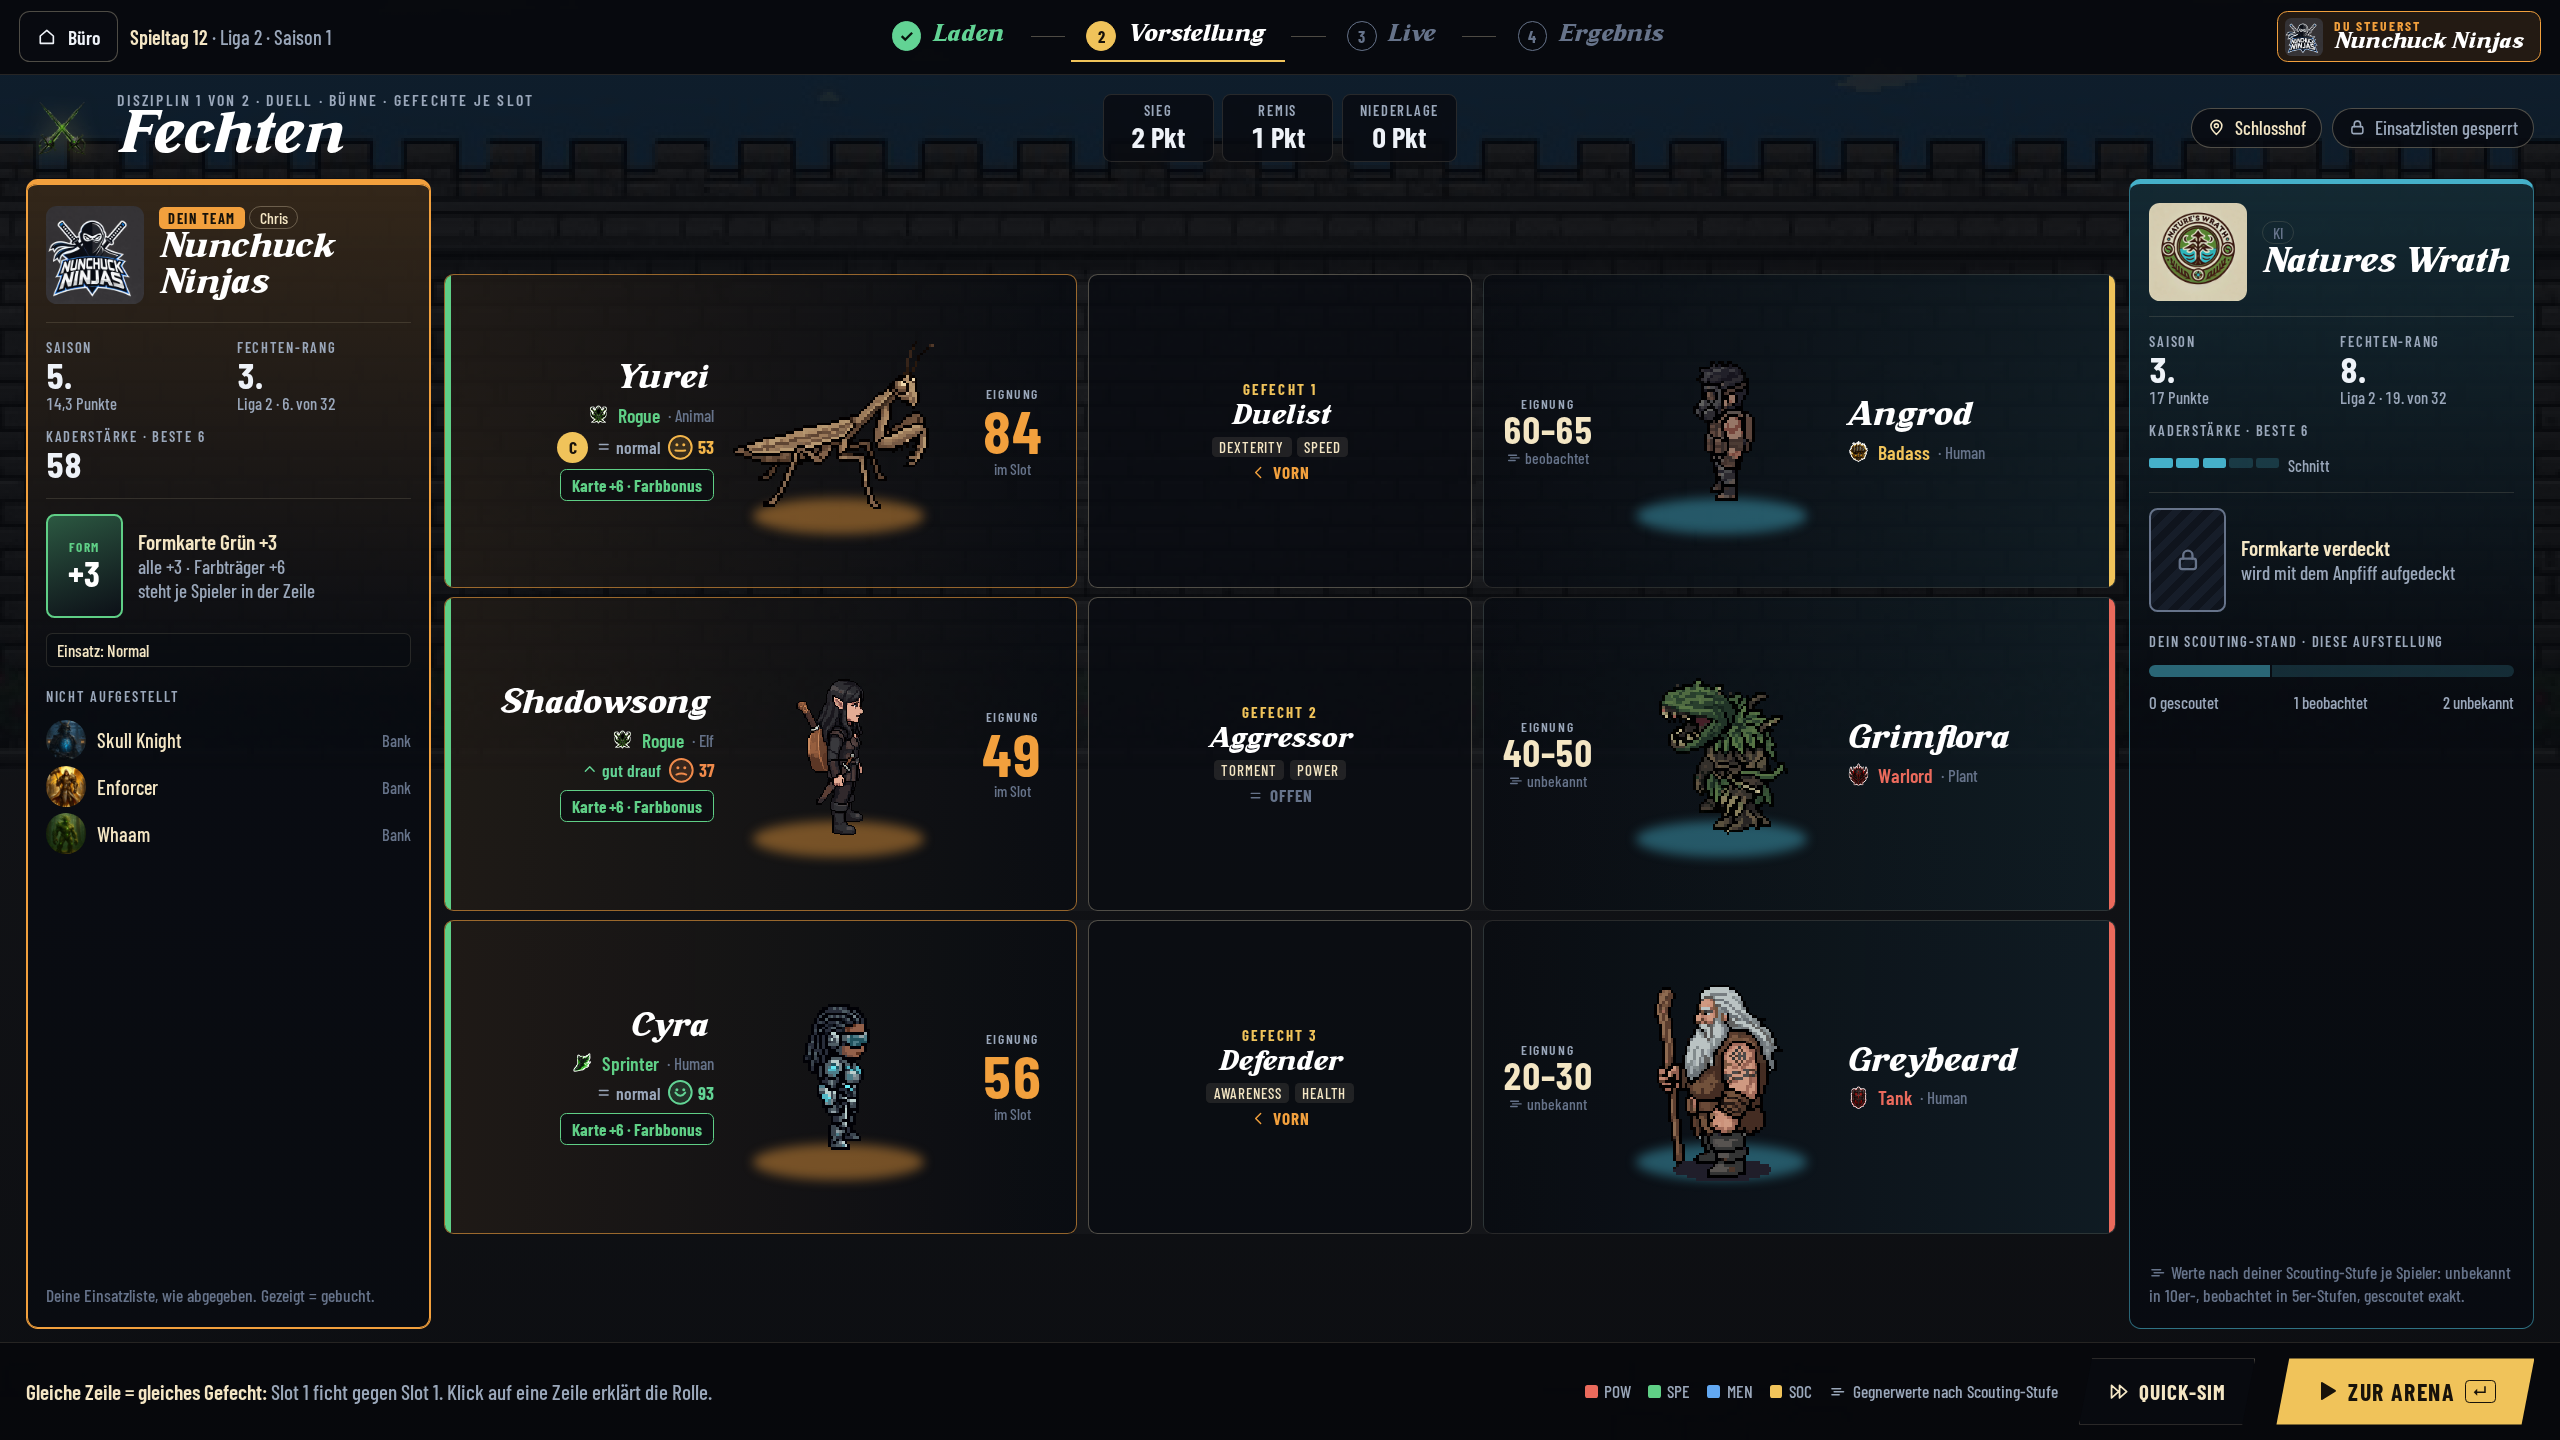 Büro
Spieltag 12 · Liga 2 · Saison 1
Laden
2 Vorstellung
3 Live
4 Ergebnis
DU STEUERST
Nunchuck Ninjas
DISZIPLIN 1 VON 2 · DUELL · BÜHNE · GEFECHTE JE SLOT
Fechten
SIEG
2 Pkt
REMIS
1 Pkt
NIEDERLAGE
0 Pkt
Schlosshof
Einsatzlisten gesperrt
NUNCHUCK
NINJAS
DEIN TEAM
Chris
Nunchuck
Ninjas
SAISON
5.
14,3 Punkte
FECHTEN-RANG
3.
Liga 2 · 6. von 32
KADERSTÄRKE · BESTE 6
58
FORM
+3
Formkarte Grün +3
alle +3 · Farbträger +6
steht je Spieler in der Zeile
Einsatz: Normal
NICHT AUFGESTELLT
Skull Knight
Bank
Enforcer
Bank
Whaam
Bank
Deine Einsatzliste, wie abgegeben. Gezeigt = gebucht.
Yurei
Rogue · Animal
C = normal 53
Karte +6 · Farbbonus
EIGNUNG
84
im Slot
GEFECHT 1
Duelist
DEXTERITY SPEED
VORN
EIGNUNG
60–65
beobachtet
Angrod
Badass · Human
Shadowsong
Rogue · Elf
gut drauf 37
Karte +6 · Farbbonus
EIGNUNG
49
im Slot
GEFECHT 2
Aggressor
TORMENT POWER
= OFFEN
EIGNUNG
40–50
unbekannt
Grimflora
Warlord · Plant
Cyra
Sprinter · Human
= normal 93
Karte +6 · Farbbonus
EIGNUNG
56
im Slot
GEFECHT 3
Defender
AWARENESS HEALTH
VORN
EIGNUNG
20–30
unbekannt
Greybeard
Tank · Human
NATURE'S WRATH
KI
Natures Wrath
SAISON
3.
17 Punkte
FECHTEN-RANG
8.
Liga 2 · 19. von 32
KADERSTÄRKE · BESTE 6
Schnitt
Formkarte verdeckt
wird mit dem Anpfiff aufgedeckt
DEIN SCOUTING-STAND · DIESE AUFSTELLUNG
0 gescoutet
1 beobachtet
2 unbekannt
Werte nach deiner Scouting-Stufe je Spieler: unbekannt
in 10er-, beobachtet in 5er-Stufen, gescoutet exakt.
Gleiche Zeile = gleiches Gefecht: Slot 1 ficht gegen Slot 1. Klick auf eine Zeile erklärt die Rolle.
POW
SPE
MEN
SOC
Gegnerwerte nach Scouting-Stufe
QUICK-SIM
ZUR ARENA